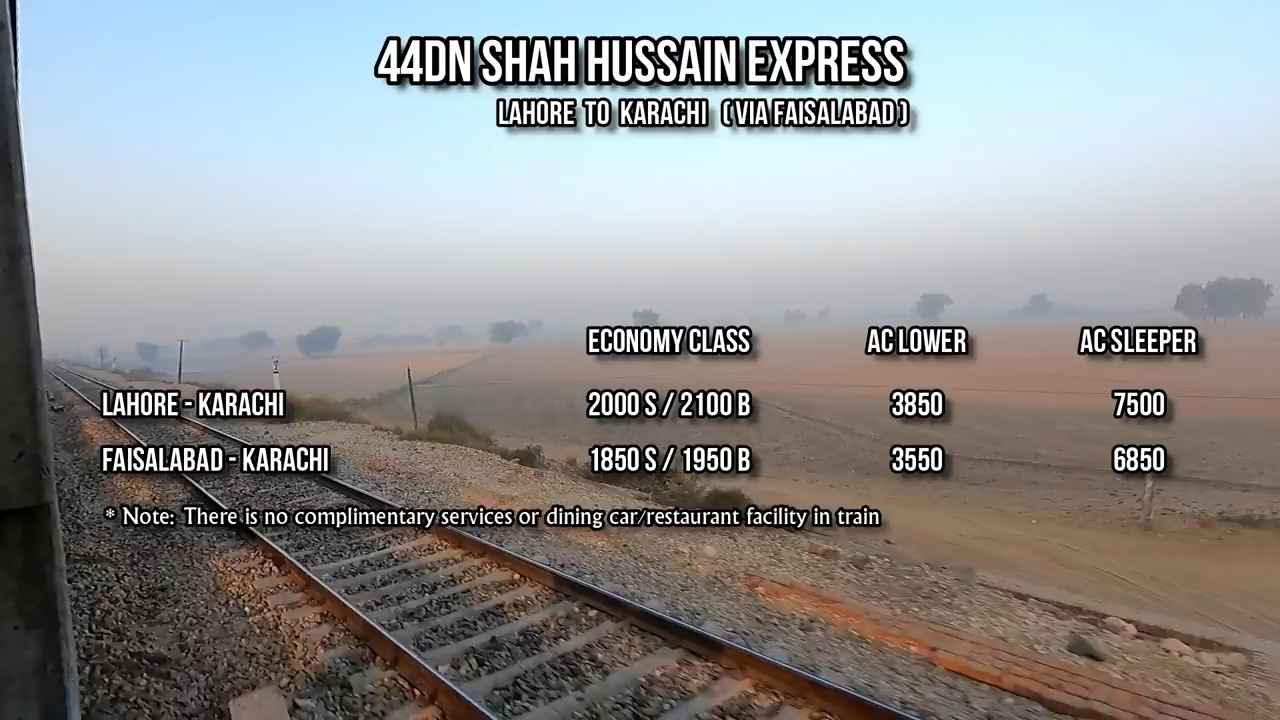 44DN SHAH HUSSAIN EXPRESS
LAHORE TO KARACHI (VIA FAISALABAD)
ECONOMY CLASS AC LOWER AC SLEEPER
LAHORE - KARACHI 2000 S / 2100 B 3850 7500
FAISALABAD - KARACHI 1850 S / 1950 B 3550 6850
* Note: There is no complimentary services or dining car/restaurant facility in train